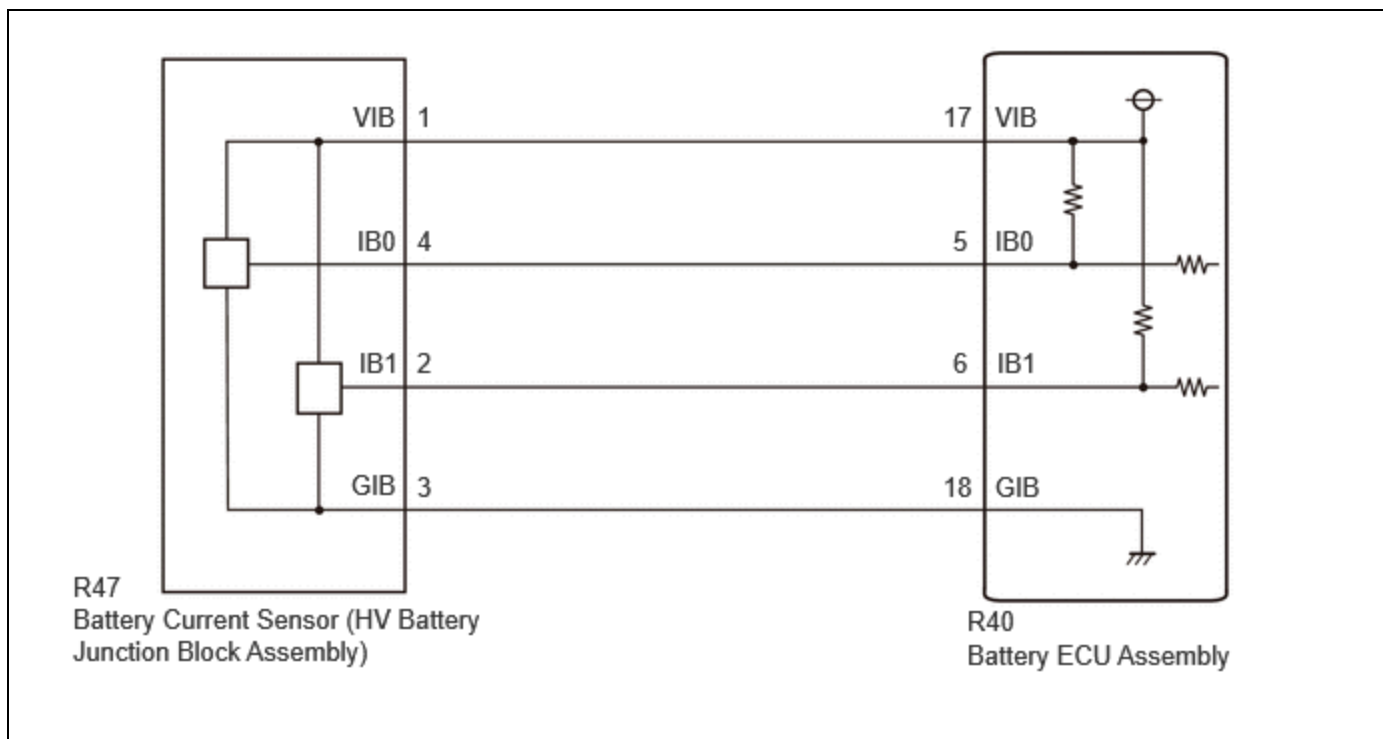 VIB 1 17 VIB
IB0 4 5 IB0
IB1 2 6 IB1
GIB 3 18 GIB
R47
Battery Current Sensor (HV Battery
Junction Block Assembly)
R40
Battery ECU Assembly